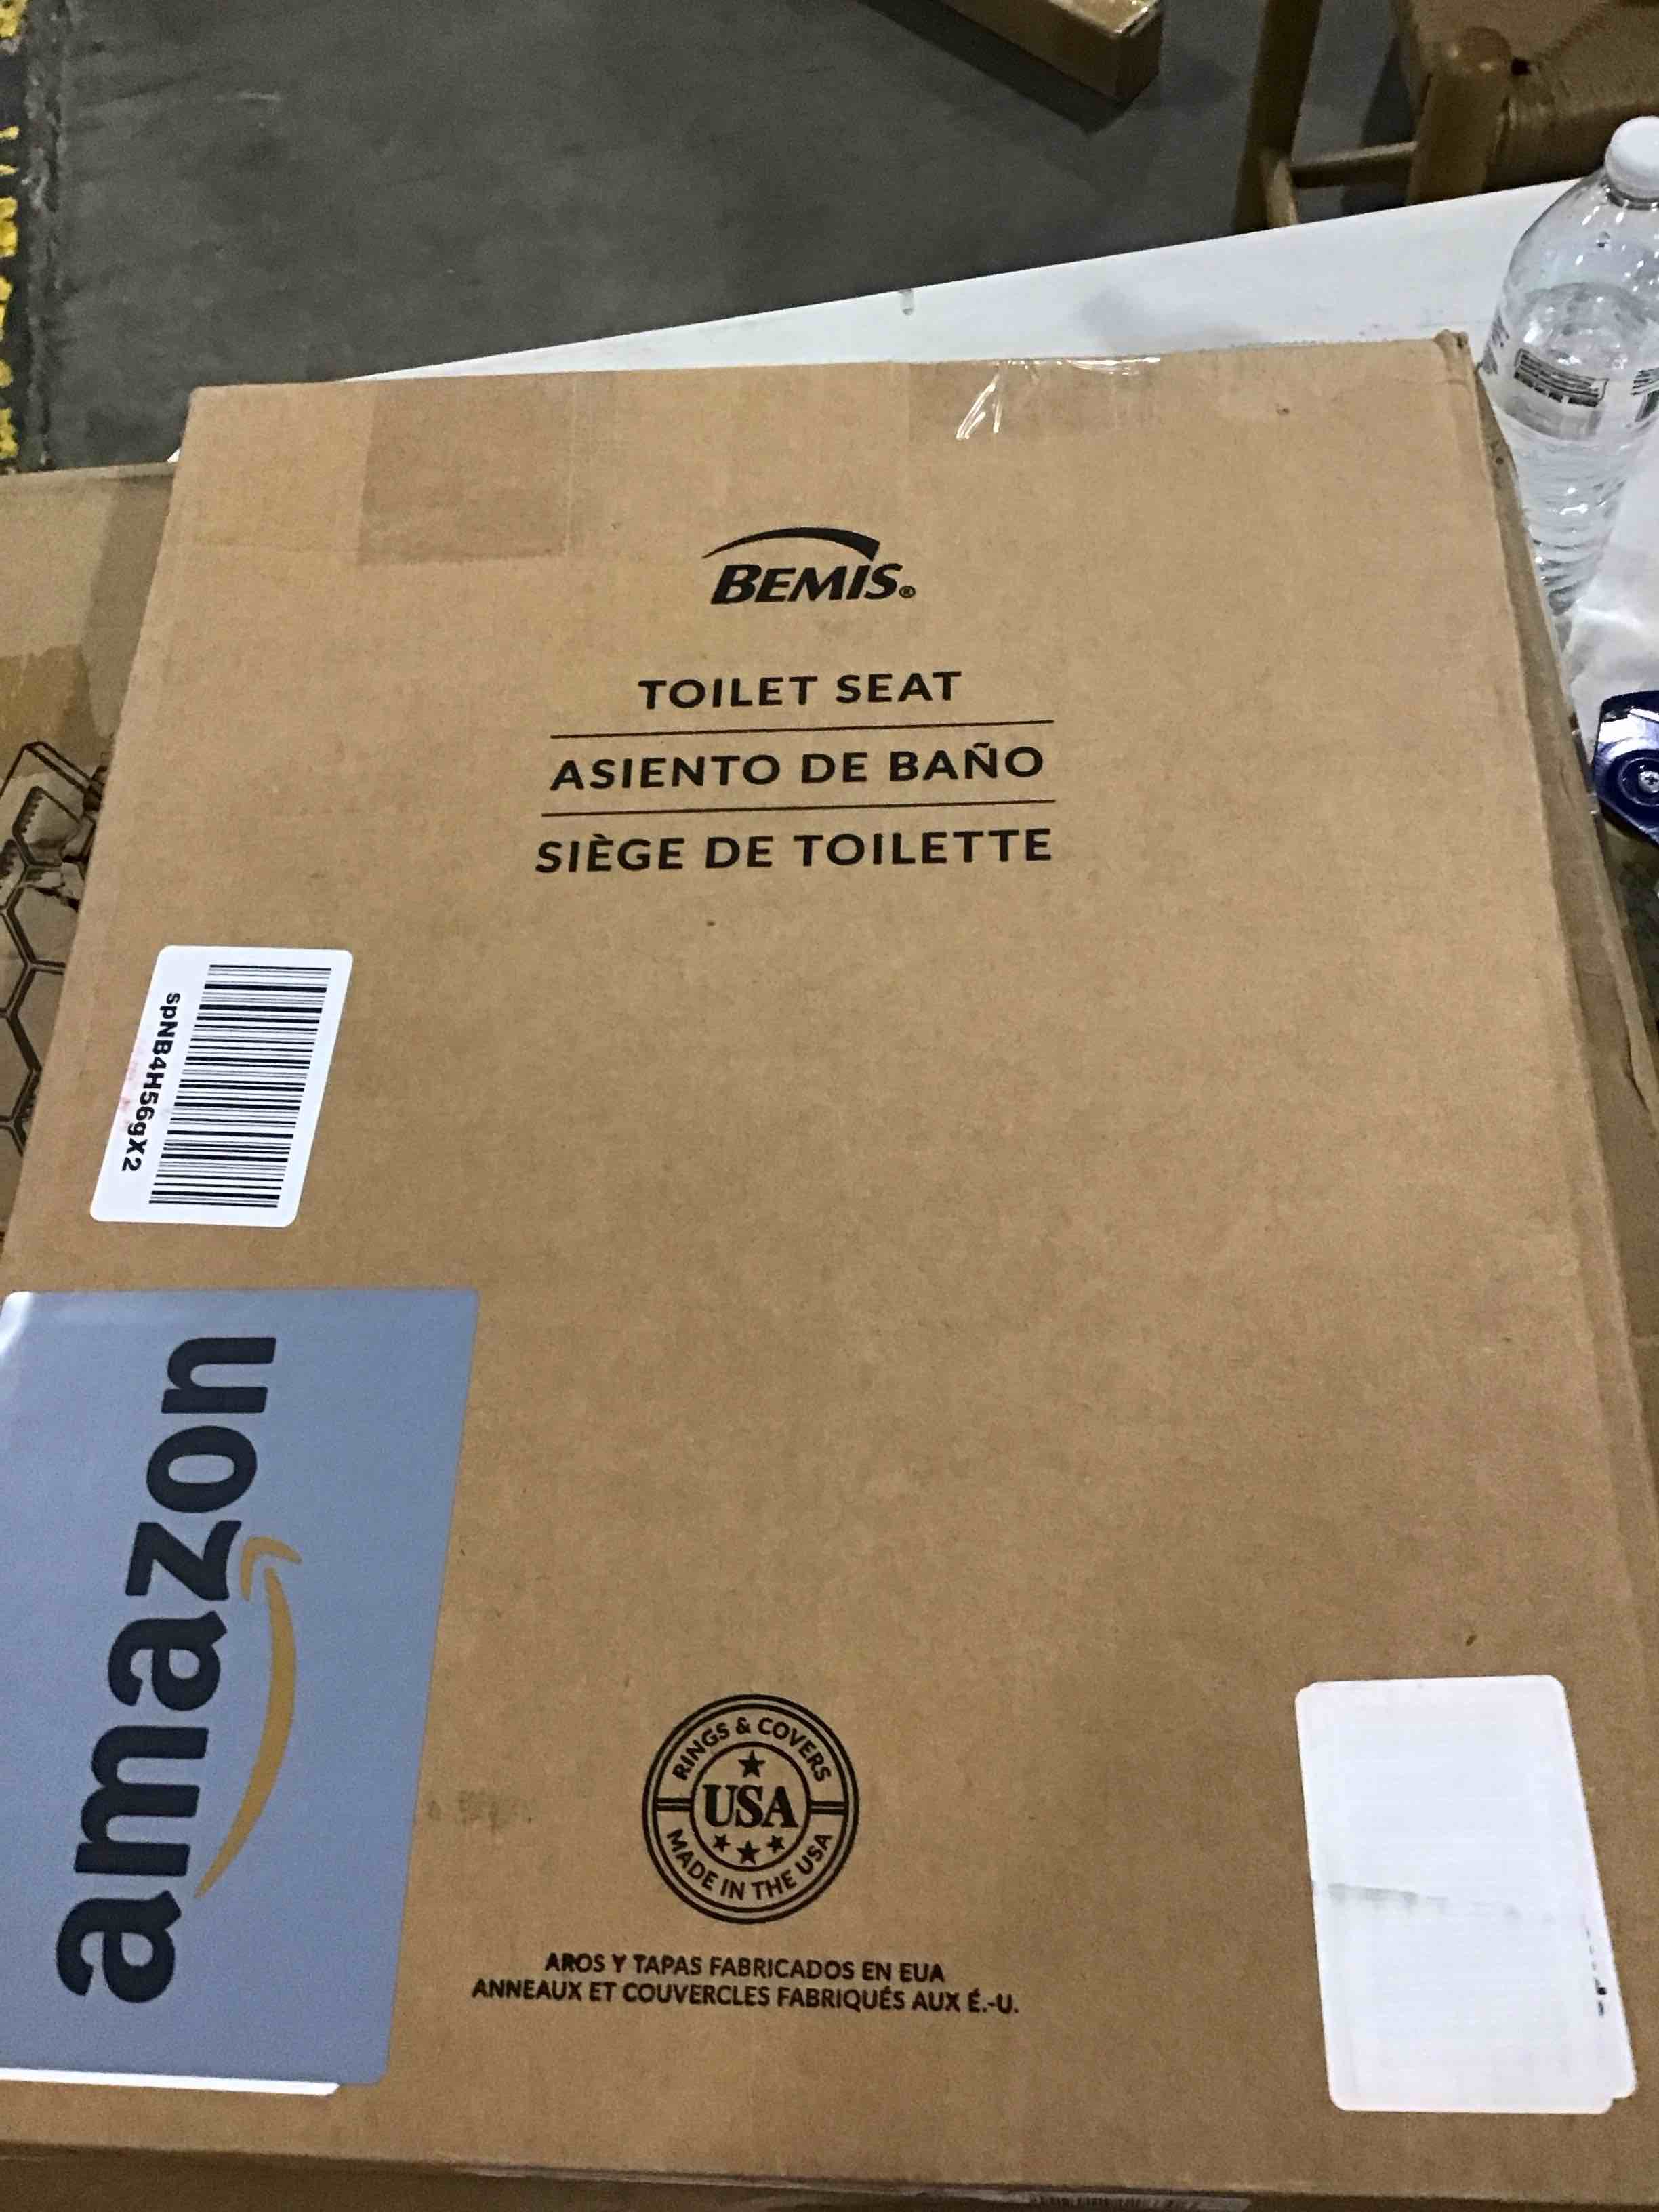 BEMIS®
TOILET SEAT
ASIENTO DE BAÑO
SIÈGE DE TOILETTE
spNB4H56gX2
amazon
RINGS & COVERS
USA
MADE IN THE USA
AROS Y TAPAS FABRICADOS EN EUA
ANNEAUX ET COUVERCLES FABRIQUÉS AUX É.-U.